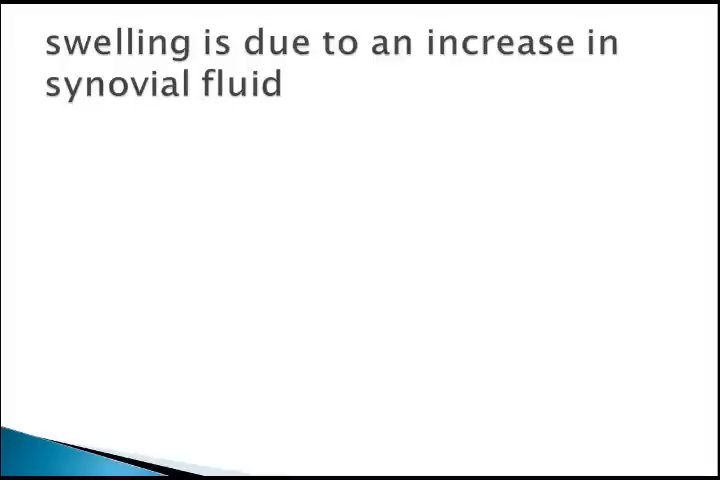 swelling is due to an increase in
synovial fluid